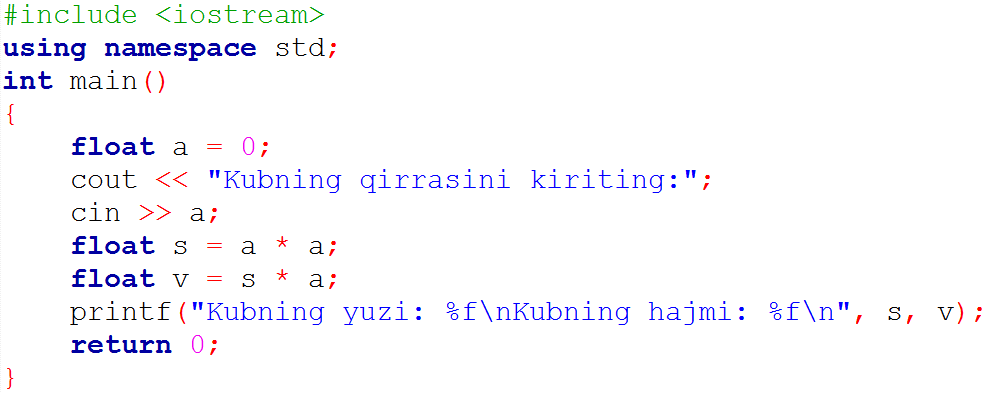 #include <iostream>
using namespace std;
int main()
{
    float a = 0;
    cout << "Kubning qirrasini kiriting:";
    cin >> a;
    float s = a * a;
    float v = s * a;
    printf("Kubning yuzi: %f\nKubning hajmi: %f\n", s, v);
    return 0;
}